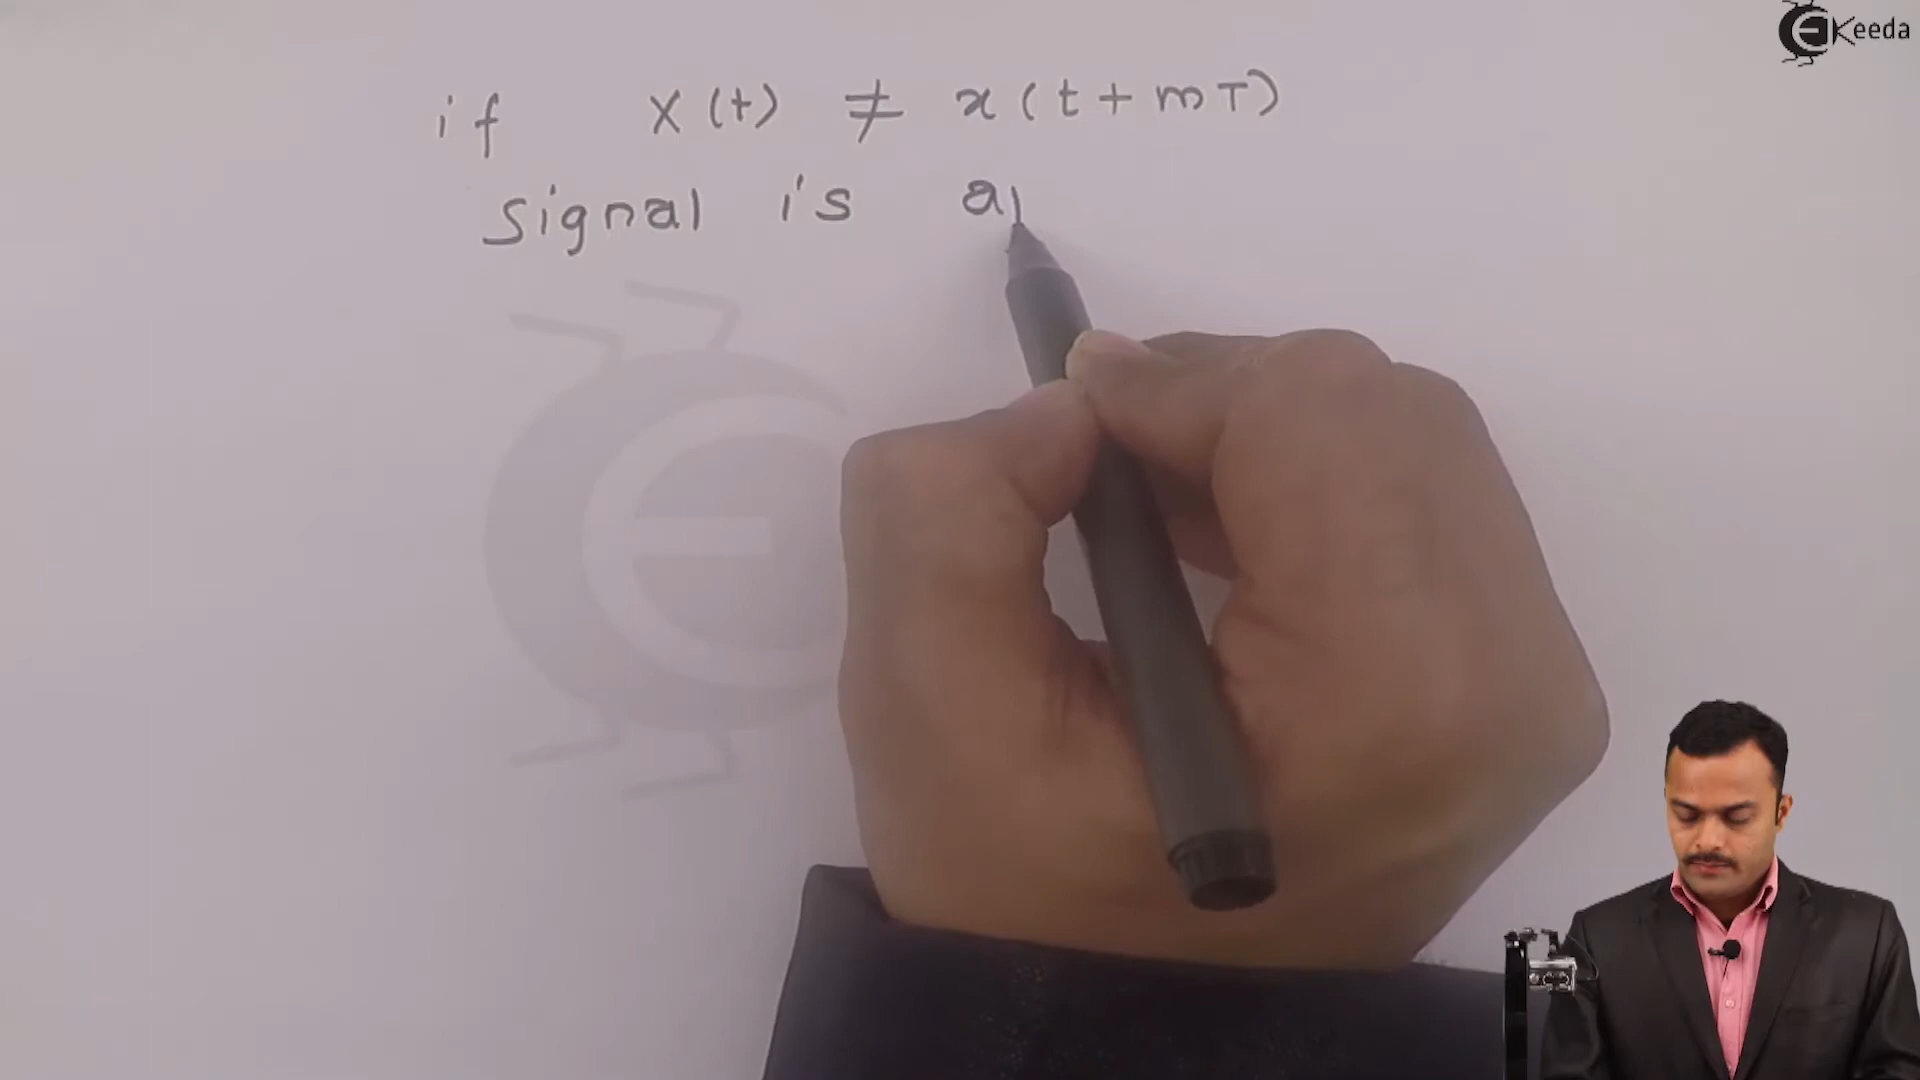 EKeeda
if X(t) ≠ x(t+mT)
signal is